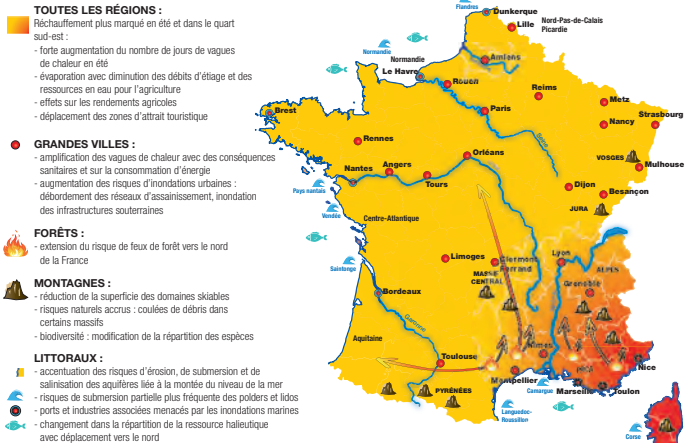 TOUTES LES RÉGIONS :
Réchauffement plus marqué en été et dans le quart
sud-est :
- forte augmentation du nombre de jours de vagues
de chaleur en été
- évaporation avec diminution des débits d'étiage et des
ressources en eau pour l'agriculture
- effets sur les rendements agricoles
- déplacement des zones d'attrait touristique
GRANDES VILLES :
- amplification des vagues de chaleur avec des conséquences
sanitaires et sur la consommation d'énergie
- augmentation des risques d'inondations urbaines :
débordement des réseaux d'assainissement, inondation
des infrastructures souterraines
FORÊTS :
- extension du risque de feux de forêt vers le nord
de la France
MONTAGNES :
- réduction de la superficie des domaines skiables
- risques naturels accrus : coulées de débris dans
certains massifs
- biodiversité : modification de la répartition des espèces
LITTORAUX :
- accentuation des risques d'érosion, de submersion et de
salinisation des aquifères liée à la montée du niveau de la mer
- risques de submersion partielle plus fréquente des polders et lidos
- ports et industries associées menacés par les inondations marines
- changement dans la répartition de la ressource halieutique
avec déplacement vers le nord
Flandres
Dunkerque
Lille
Nord-Pas-de-Calais
Picardie
Normandie
Normandie
Amiens
Le Havre
Rouen
Reims
Metz
Paris
Nancy
Strasbourg
Brest
Seine
Rennes
Orléans
VOSGES
Mulhouse
Nantes
Angers
Tours
Dijon
Besançon
Pays nantais
JURA
Vendée
Centre-Atlantique
Limoges
Clermont
Ferrand
Lyon
ALPES
Saintonge
MASSIF
CENTRAL
Grenoble
Bordeaux
Garonne
Aquitaine
Nîmes
Toulouse
Nice
PACA
Montpellier
Marseille
Toulon
PYRÉNÉES
Camargue
Languedoc-
Roussillon
Corse